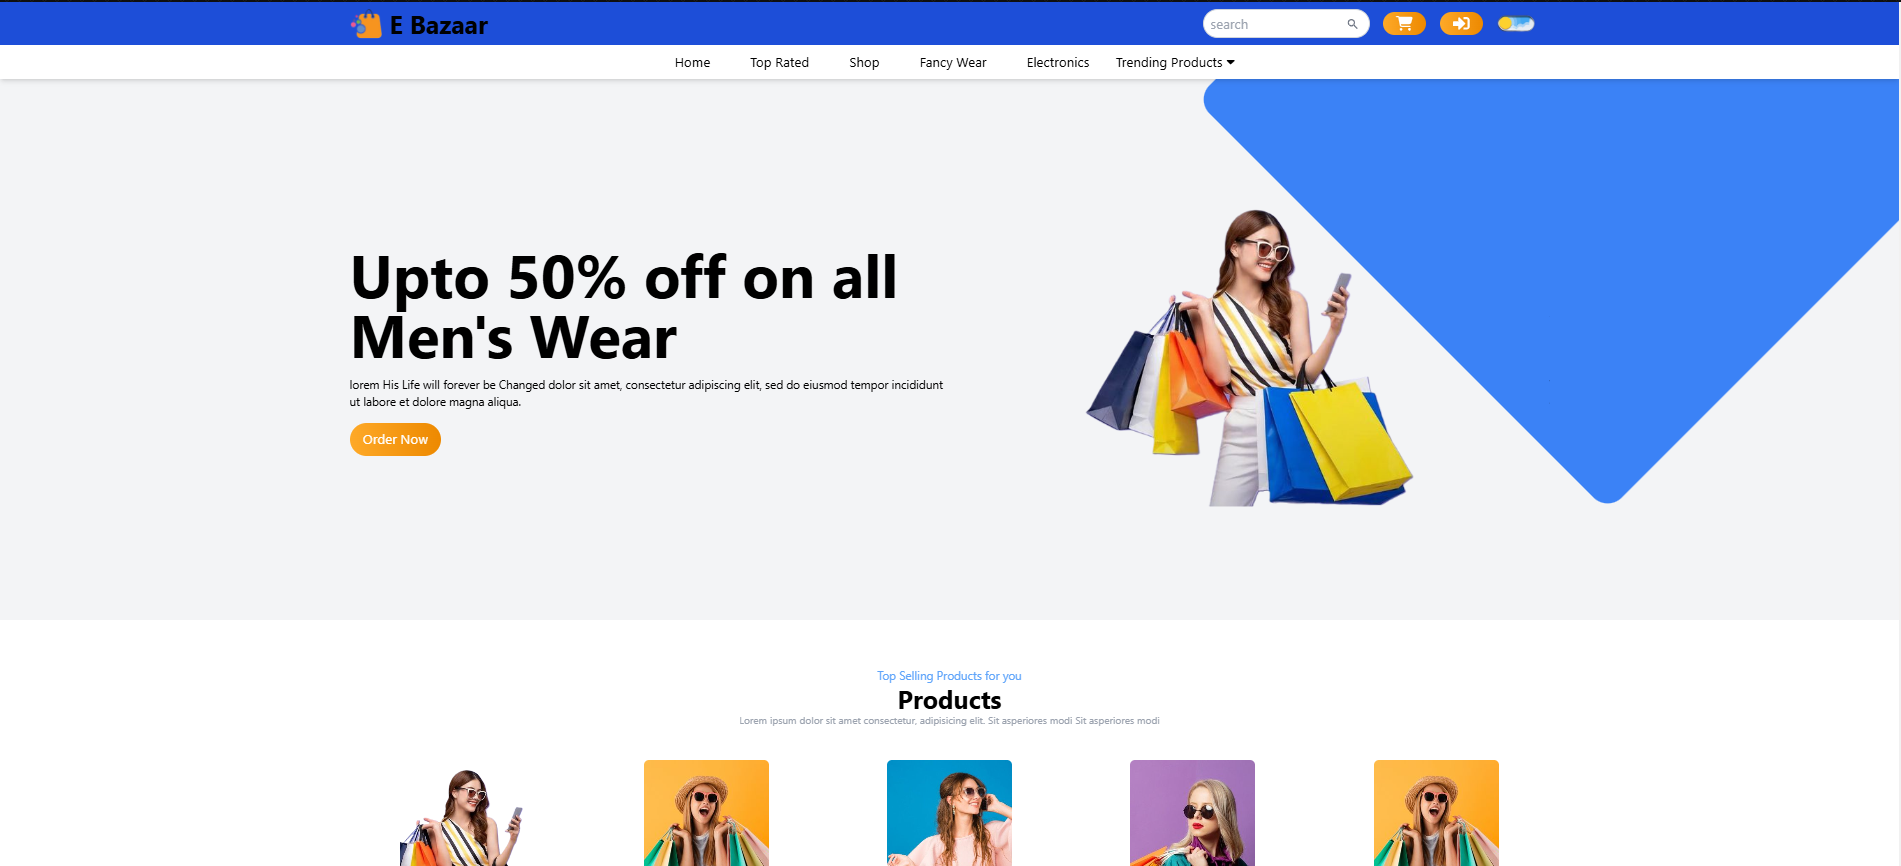 E Bazaar
search
Home
Top Rated
Shop
Fancy Wear
Electronics
Trending Products
Upto 50% off on all
Men's Wear
lorem His Life will forever be Changed dolor sit amet, consectetur adipiscing elit, sed do eiusmod tempor incididunt
ut labore et dolore magna aliqua.
Order Now
Top Selling Products for you
Products
Lorem ipsum dolor sit amet consectetur, adipisicing elit. Sit asperiores modi Sit asperiores modi